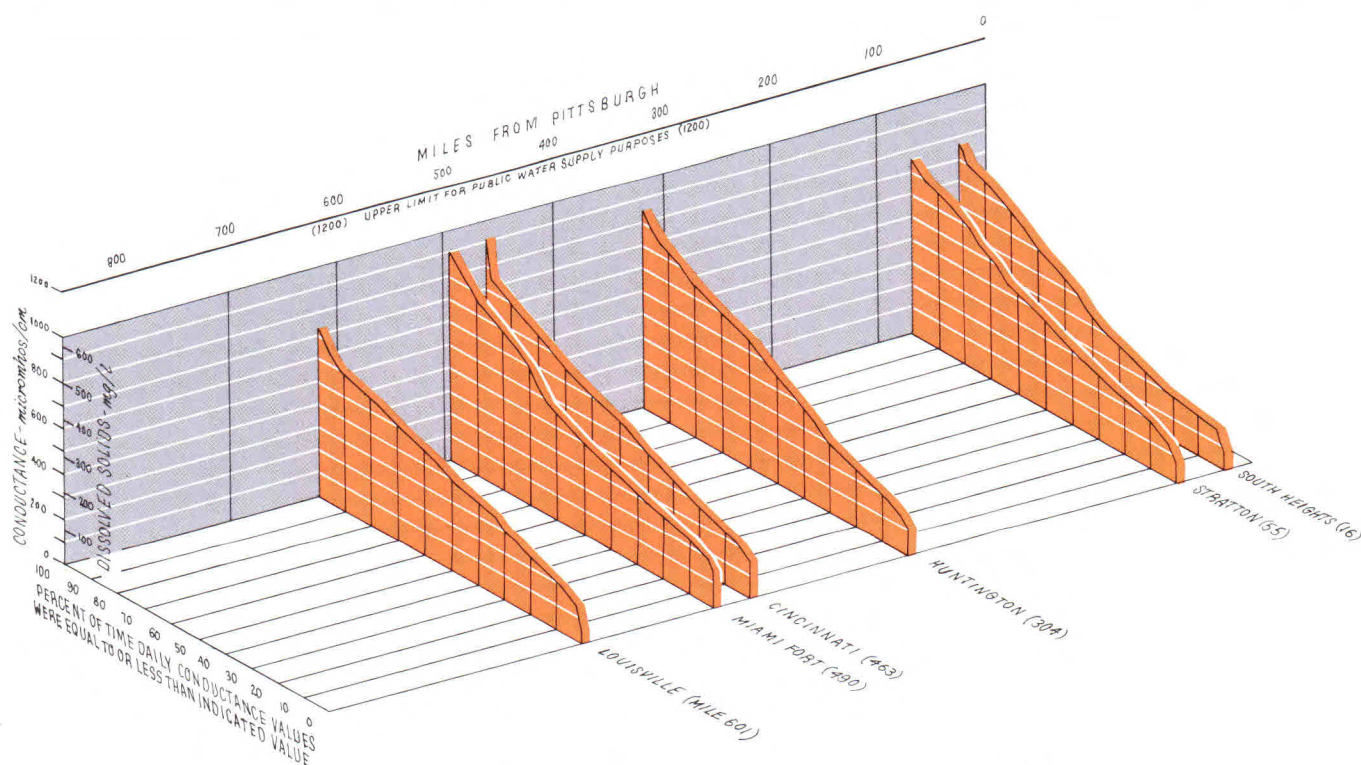 0
100
200
300
400
500
600
700
800
MILES FROM PITTSBURGH
(1200) UPPER LIMIT FOR PUBLIC WATER SUPPLY PURPOSES (1200)
1200
1000
800
600
400
200
0
CONDUCTANCE - micromhos/cm
600
500
400
300
200
100
DISSOLVED SOLIDS - mg/l
100 90 80 70 60 50 40 30 20 10 0
PERCENT OF TIME DAILY CONDUCTANCE VALUES
WERE EQUAL TO OR LESS THAN INDICATED VALUE
LOUISVILLE (MILE 601)
MIAMI FORT (490)
CINCINNATI (463)
HUNTINGTON (304)
STRATTON (55)
SOUTH HEIGHTS (16)